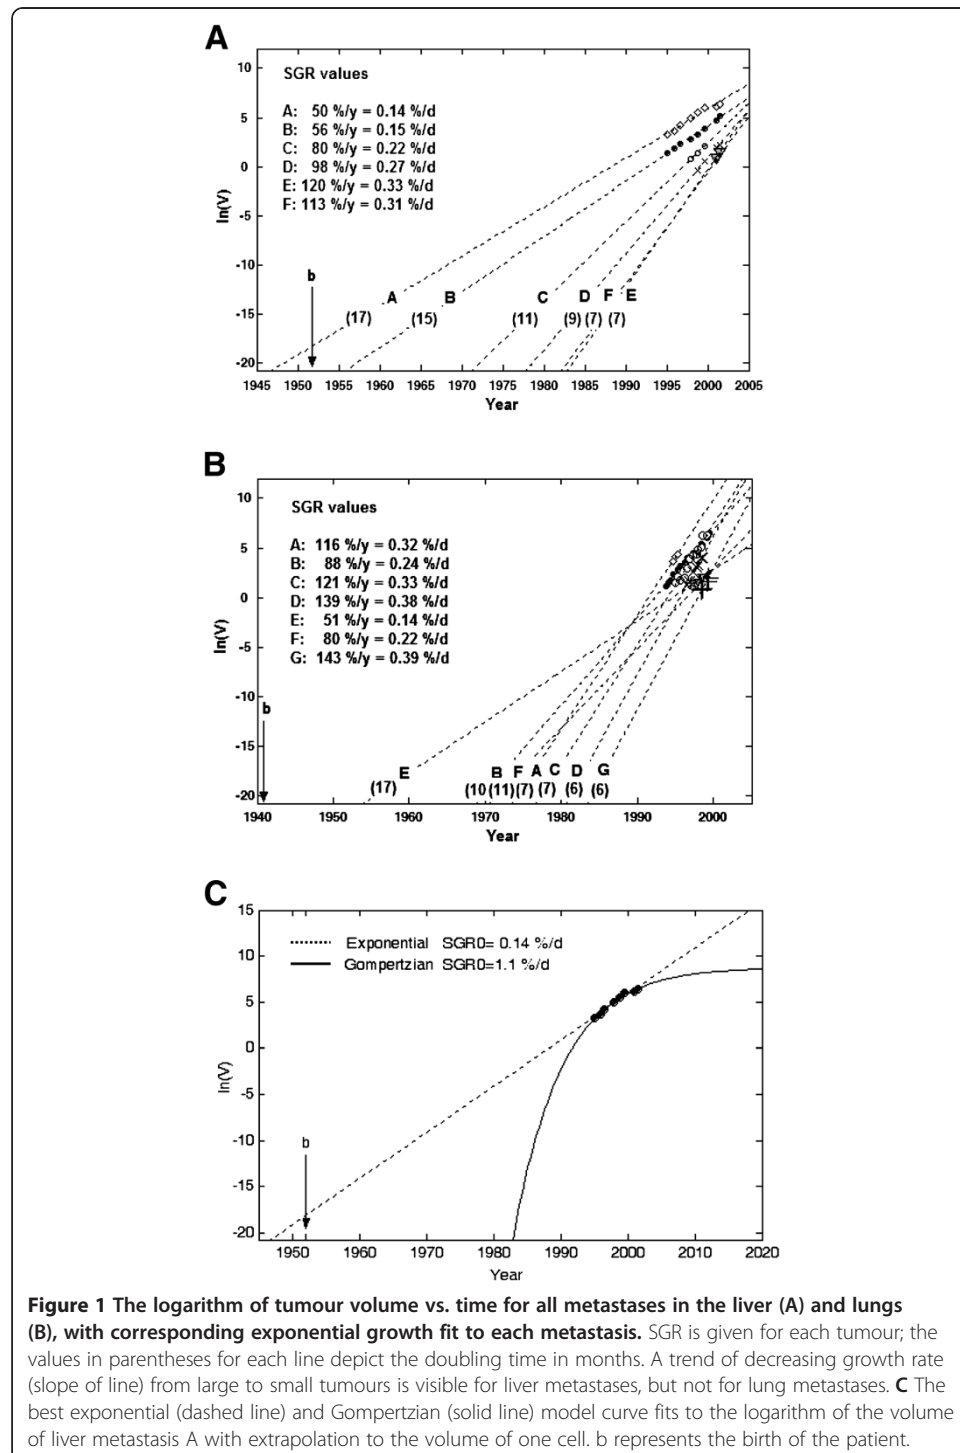 A
10
5
0
-5
-10
-15
-20
ln(V)
SGR values
A: 50 %/y = 0.14 %/d
B: 56 %/y = 0.15 %/d
C: 80 %/y = 0.22 %/d
D: 98 %/y = 0.27 %/d
E: 120 %/y = 0.33 %/d
F: 113 %/y = 0.31 %/d
b
A B C D F E
(17) (15) (11) (9) (7) (7)
1945 1950 1955 1960 1965 1970 1975 1980 1985 1990 1995 2000 2005
Year
B
10
5
0
-5
-10
-15
-20
ln(V)
SGR values
A: 116 %/y = 0.32 %/d
B: 88 %/y = 0.24 %/d
C: 121 %/y = 0.33 %/d
D: 139 %/y = 0.38 %/d
E: 51 %/y = 0.14 %/d
F: 80 %/y = 0.22 %/d
G: 143 %/y = 0.39 %/d
b
E B F A C D G
(17) (10 (11) (7) (7) (6) (6)
1940 1950 1960 1970 1980 1990 2000
Year
C
15
10
5
0
-5
-10
-15
-20
ln(V)
Exponential SGR0= 0.14 %/d
Gompertzian SGR0=1.1 %/d
b
1950 1960 1970 1980 1990 2000 2010 2020
Year
Figure 1 The logarithm of tumour volume vs. time for all metastases in the liver (A) and lungs
(B), with corresponding exponential growth fit to each metastasis. SGR is given for each tumour; the
values in parentheses for each line depict the doubling time in months. A trend of decreasing growth rate
(slope of line) from large to small tumours is visible for liver metastases, but not for lung metastases. C The
best exponential (dashed line) and Gompertzian (solid line) model curve fits to the logarithm of the volume
of liver metastasis A with extrapolation to the volume of one cell. b represents the birth of the patient.